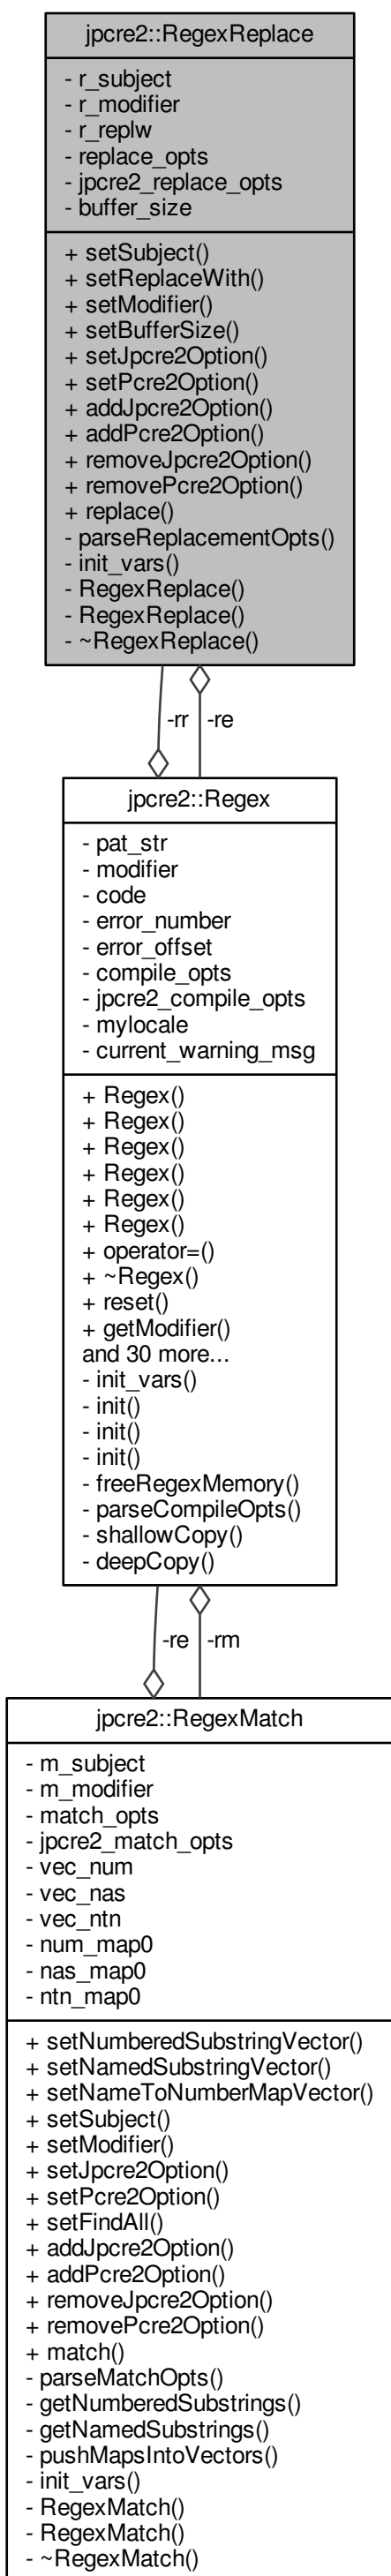 jpcre2::RegexReplace
- r_subject
- r_modifier
- r_replw
- replace_opts
- jpcre2_replace_opts
- buffer_size
+ setSubject()
+ setReplaceWith()
+ setModifier()
+ setBufferSize()
+ setJpcre2Option()
+ setPcre2Option()
+ addJpcre2Option()
+ addPcre2Option()
+ removeJpcre2Option()
+ removePcre2Option()
+ replace()
- parseReplacementOpts()
- init_vars()
- RegexReplace()
- RegexReplace()
- ~RegexReplace()
-rr -re
jpcre2::Regex
- pat_str
- modifier
- code
- error_number
- error_offset
- compile_opts
- jpcre2_compile_opts
- mylocale
- current_warning_msg
+ Regex()
+ Regex()
+ Regex()
+ Regex()
+ Regex()
+ Regex()
+ operator=()
+ ~Regex()
+ reset()
+ getModifier()
and 30 more...
- init_vars()
- init()
- init()
- init()
- freeRegexMemory()
- parseCompileOpts()
- shallowCopy()
- deepCopy()
-re -rm
jpcre2::RegexMatch
- m_subject
- m_modifier
- match_opts
- jpcre2_match_opts
- vec_num
- vec_nas
- vec_ntn
- num_map0
- nas_map0
- ntn_map0
+ setNumberedSubstringVector()
+ setNamedSubstringVector()
+ setNameToNumberMapVector()
+ setSubject()
+ setModifier()
+ setJpcre2Option()
+ setPcre2Option()
+ setFindAll()
+ addJpcre2Option()
+ addPcre2Option()
+ removeJpcre2Option()
+ removePcre2Option()
+ match()
- parseMatchOpts()
- getNumberedSubstrings()
- getNamedSubstrings()
- pushMapsIntoVectors()
- init_vars()
- RegexMatch()
- RegexMatch()
- ~RegexMatch()